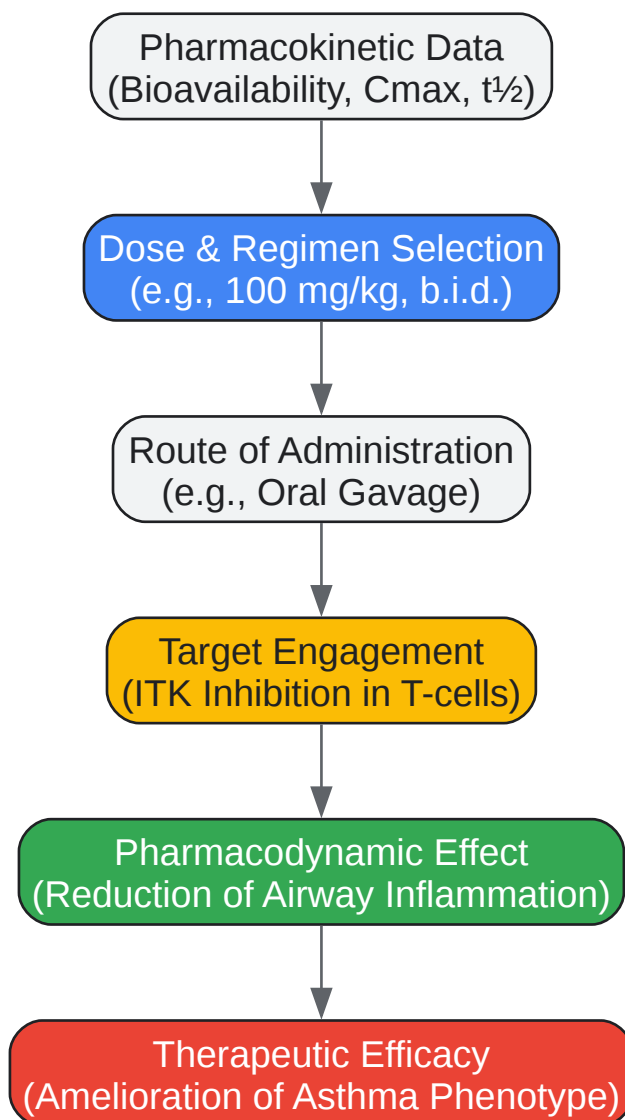 Pharmacokinetic Data
(Bioavailability, Cmax, t½)
Dose & Regimen Selection
(e.g., 100 mg/kg, b.i.d.)
Route of Administration
(e.g., Oral Gavage)
Target Engagement
(ITK Inhibition in T-cells)
Pharmacodynamic Effect
(Reduction of Airway Inflammation)
Therapeutic Efficacy
(Amelioration of Asthma Phenotype)